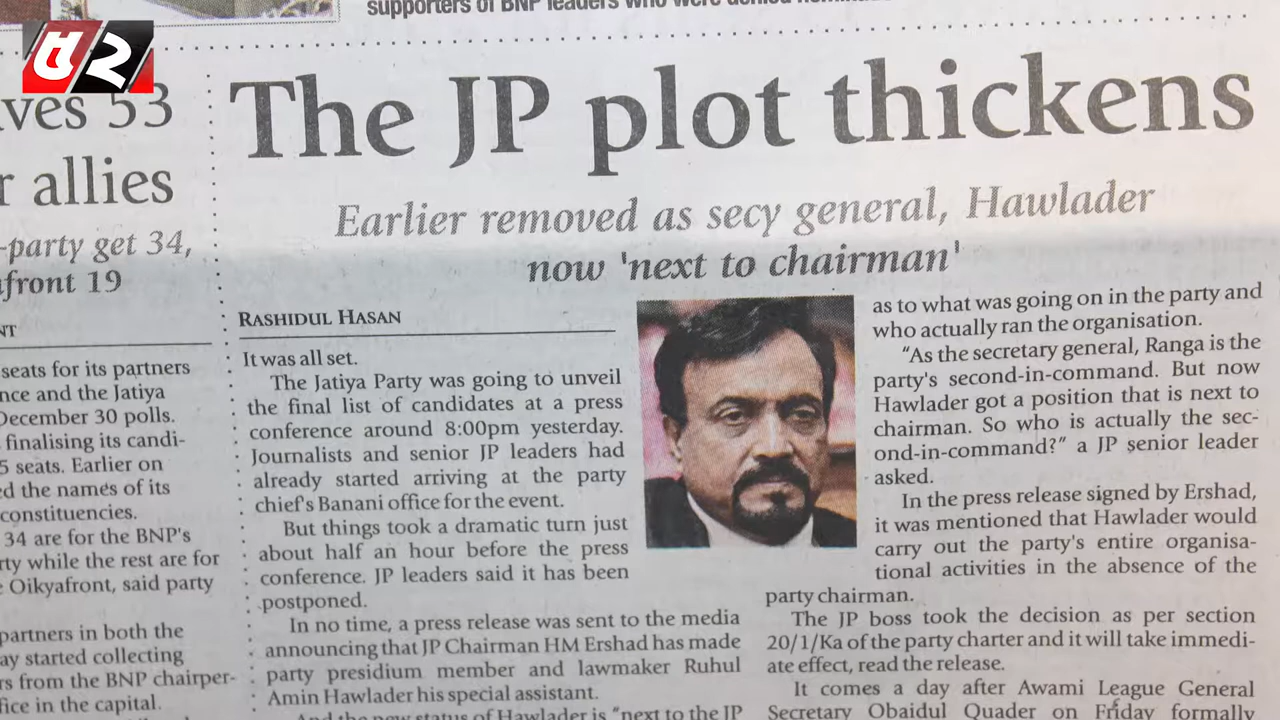 supporters of BNP leaders who were denied
ves 53
r allies
-party get 34,
front 19
NT
seats for its partners
nce and the Jatiya
December 30 polls.
finalising its candi-
5 seats. Earlier on
ed the names of its
constituencies.
34 are for the BNP's
rty while the rest are for
Oikyafront, said party
partners in both the
ay started collecting
rs from the BNP chairper-
fice in the capital.
The JP plot thickens
Earlier removed as secy general, Hawlader
now 'next to chairman'
RASHIDUL HASAN
It was all set.
The Jatiya Party was going to unveil
the final list of candidates at a press
conference around 8:00pm yesterday.
Journalists and senior JP leaders had
already started arriving at the party
chief's Banani office for the event.
But things took a dramatic turn just
about half an hour before the press
conference. JP leaders said it has been
postponed.
In no time, a press release was sent to the media
announcing that JP Chairman HM Ershad has made
party presidium member and lawmaker Ruhul
Amin Hawlader his special assistant.
And the new status of Hawlader is "next to the JP
as to what was going on in the party and
who actually ran the organisation.
"As the secretary general, Ranga is the
party's second-in-command. But now
Hawlader got a position that is next to
chairman. So who is actually the sec-
ond-in-command?" a JP senior leader
asked.
In the press release signed by Ershad,
it was mentioned that Hawlader would
carry out the party's entire organisa-
tional activities in the absence of the
party chairman.
The JP boss took the decision as per section
20/1/Ka of the party charter and it will take immedi-
ate effect, read the release.
It comes a day after Awami League General
Secretary Obaidul Quader on Friday formally